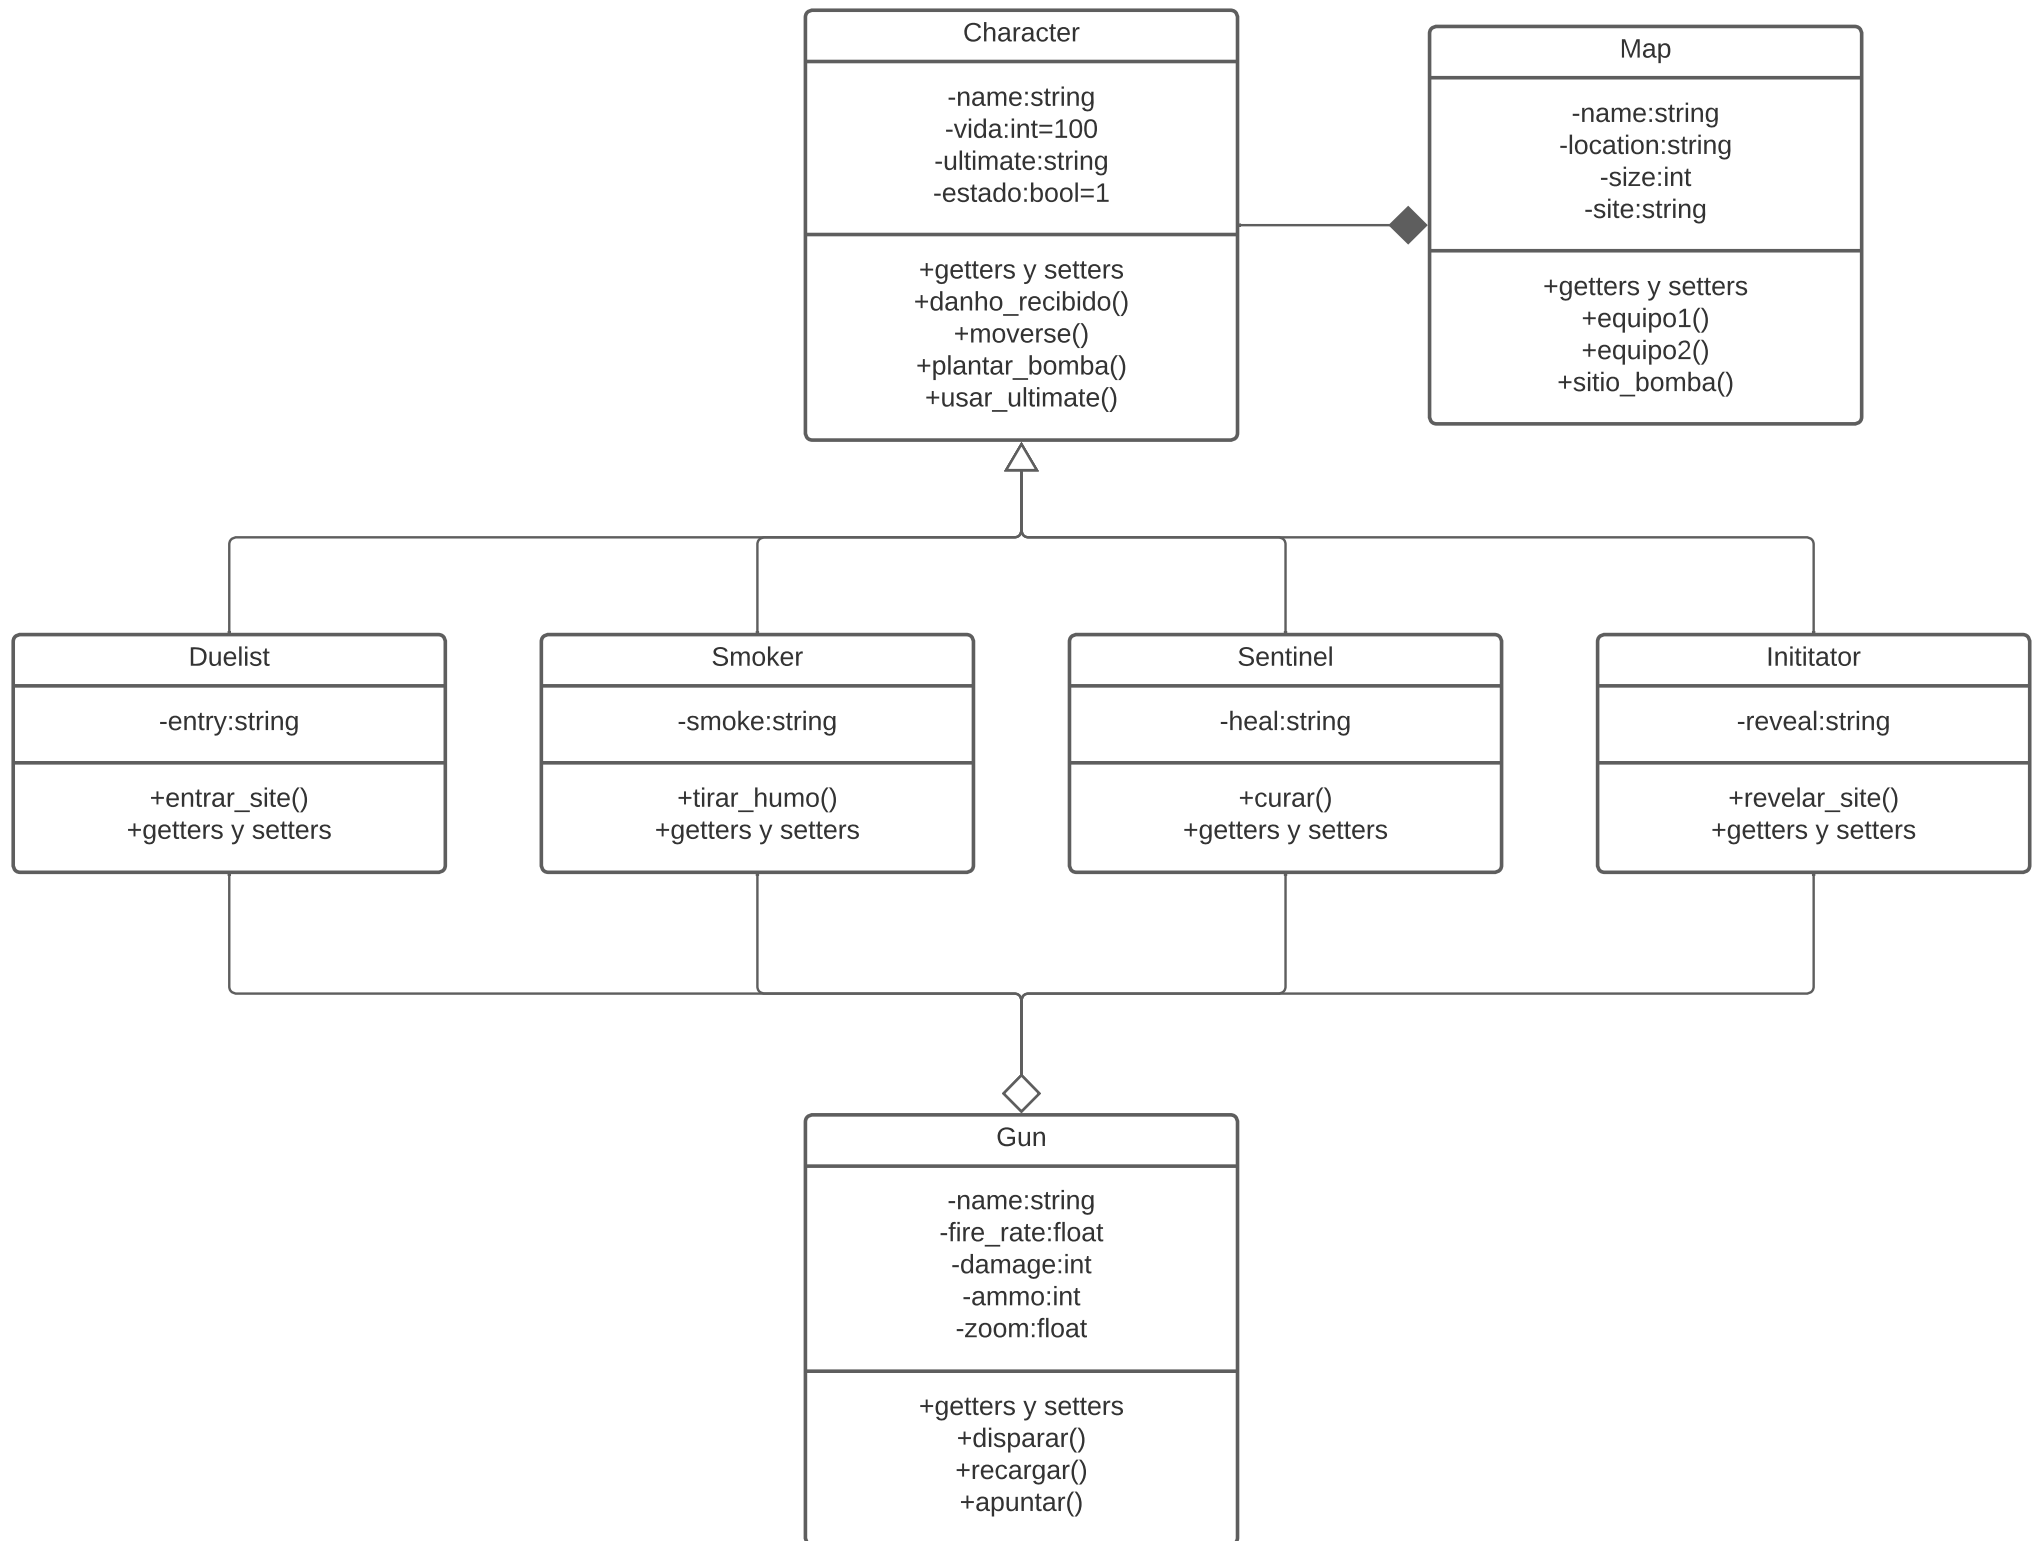 Character
-name:string
-vida:int=100
-ultimate:string
-estado:bool=1
+getters y setters
+danho_recibido()
+moverse()
+plantar_bomba()
+usar_ultimate()
Map
-name:string
-location:string
-size:int
-site:string
+getters y setters
+equipo1()
+equipo2()
+sitio_bomba()
Duelist
-entry:string
+entrar_site()
+getters y setters
Smoker
-smoke:string
+tirar_humo()
+getters y setters
Sentinel
-heal:string
+curar()
+getters y setters
Inititator
-reveal:string
+revelar_site()
+getters y setters
Gun
-name:string
-fire_rate:float
-damage:int
-ammo:int
-zoom:float
+getters y setters
+disparar()
+recargar()
+apuntar()